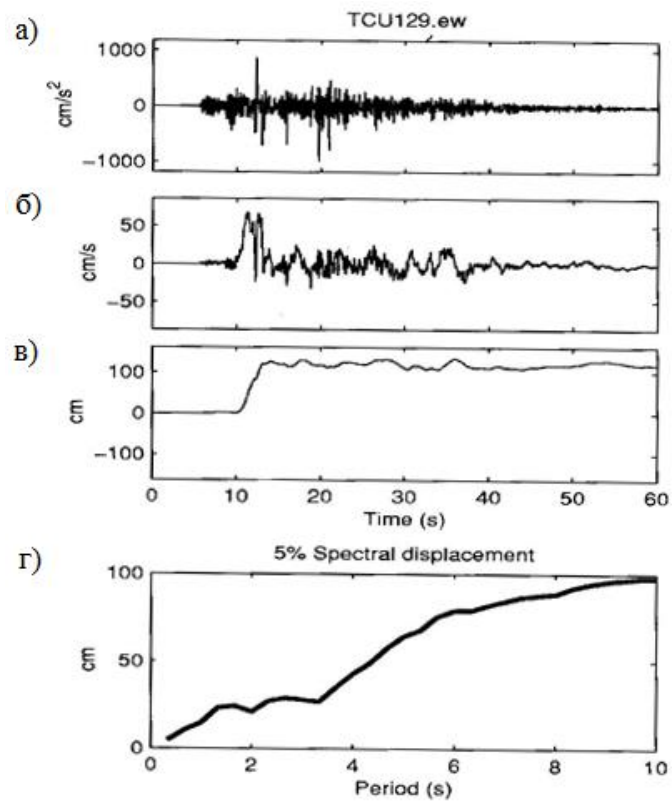 а)
TCU129.ew
cm/s²
1000
0
−1000
б)
cm/s
50
0
−50
в)
cm
100
0
−100
0 10 20 30 40 50 60
Time (s)
г)
5% Spectral displacement
cm
100
50
0
0 2 4 6 8 10
Period (s)